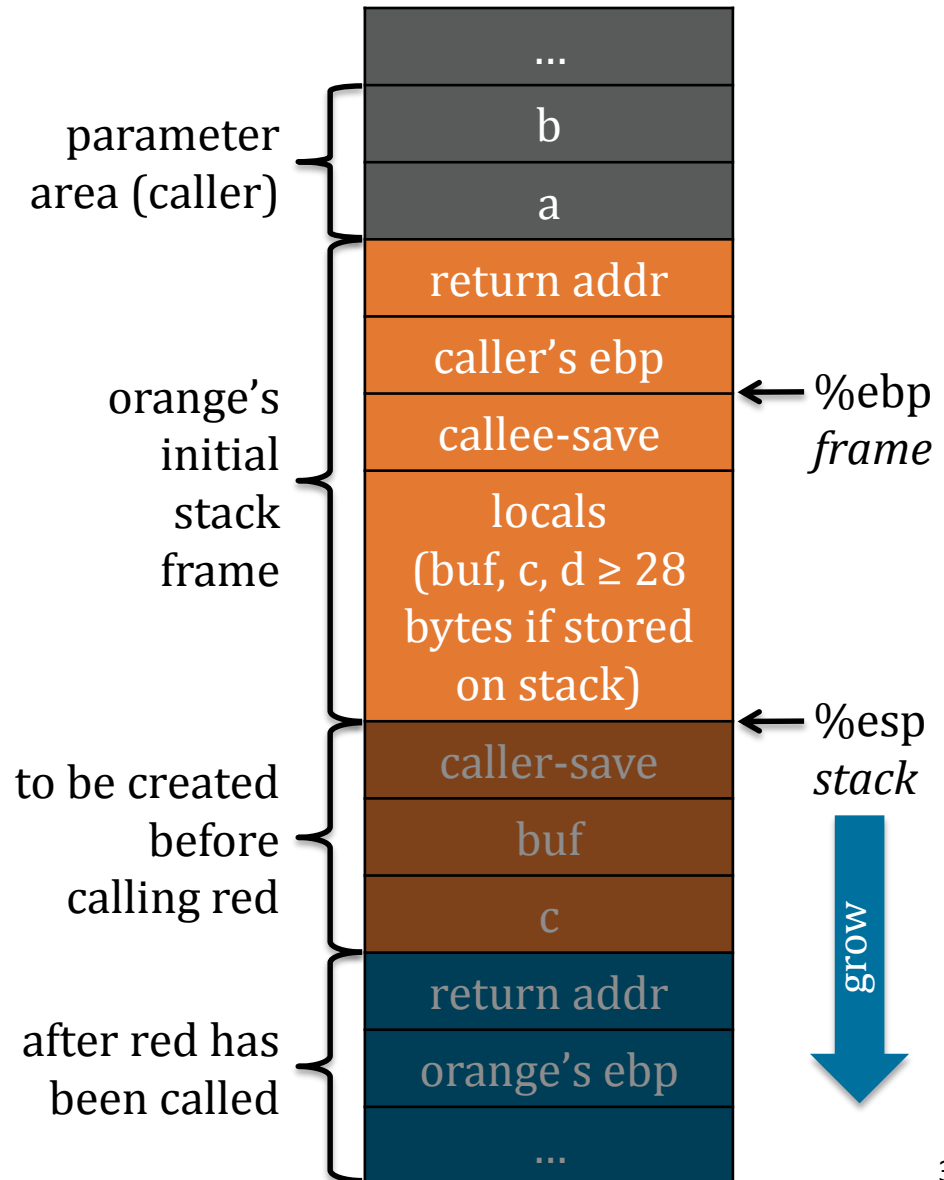 ...
b
a
parameter
area (caller)
return addr
caller's ebp
callee-save
locals
(buf, c, d ≥ 28
bytes if stored
on stack)
orange's
initial
stack
frame
%ebp
frame
%esp
stack
caller-save
buf
c
to be created
before
calling red
grow
return addr
orange's ebp
...
after red has
been called